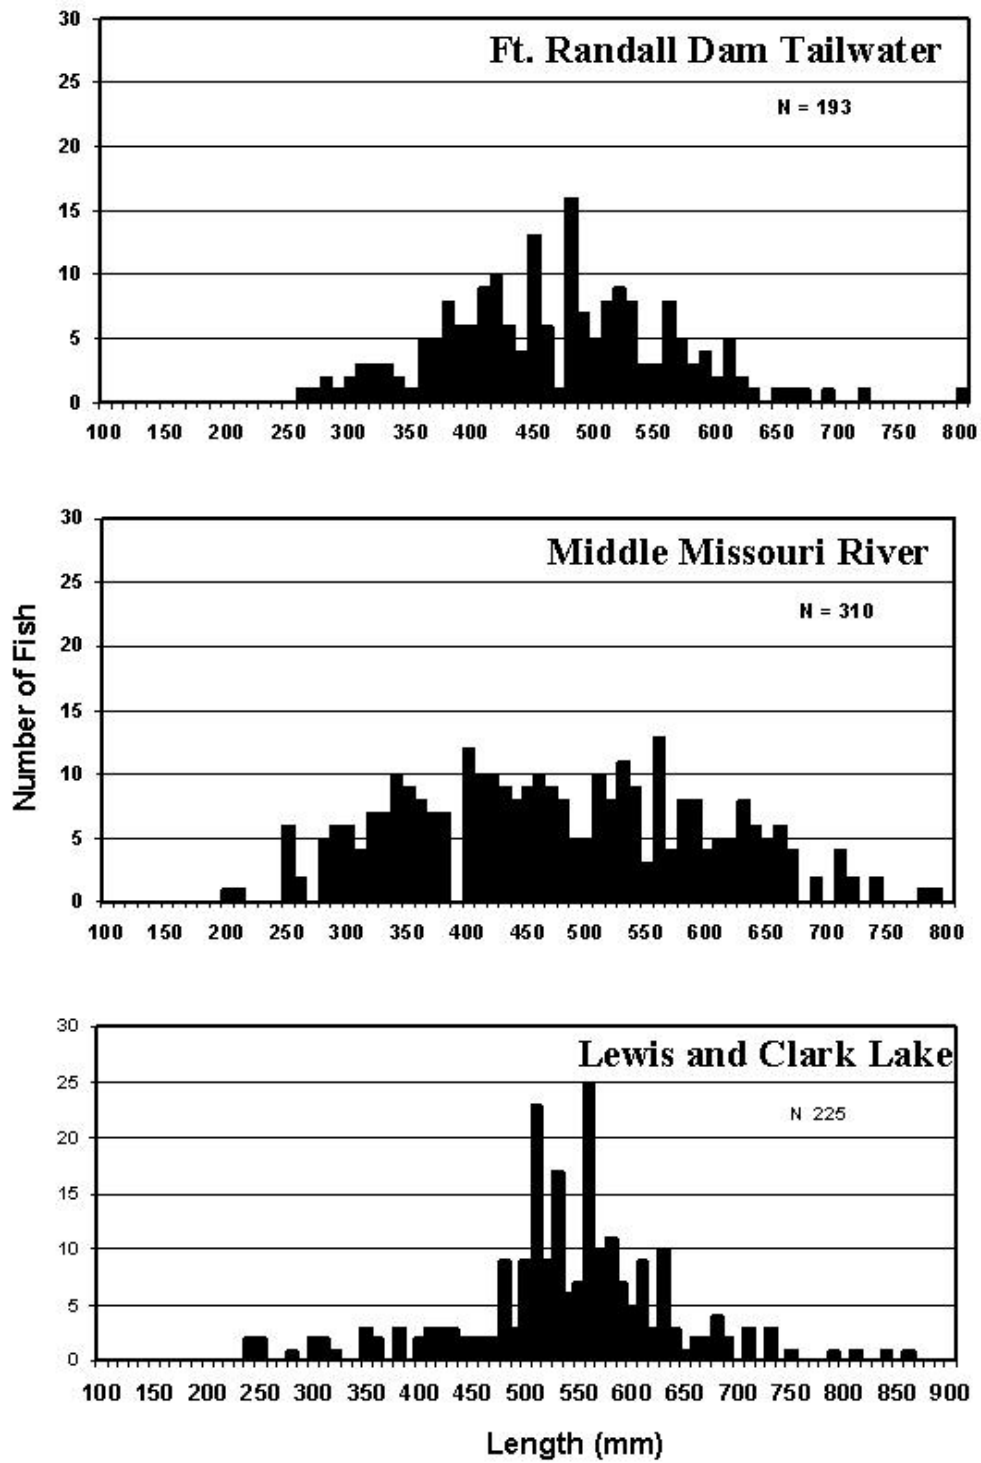 30
Ft. Randall Dam Tailwater
N = 193
25
20
15
10
5
0
100 150 200 250 300 350 400 450 500 550 600 650 700 750 800
30
Middle Missouri River
N = 310
25
20
15
10
5
0
100 150 200 250 300 350 400 450 500 550 600 650 700 750 800
Number of Fish
30
Lewis and Clark Lake
N 225
25
20
15
10
5
0
100 150 200 250 300 350 400 450 500 550 600 650 700 750 800 850 900
Length (mm)